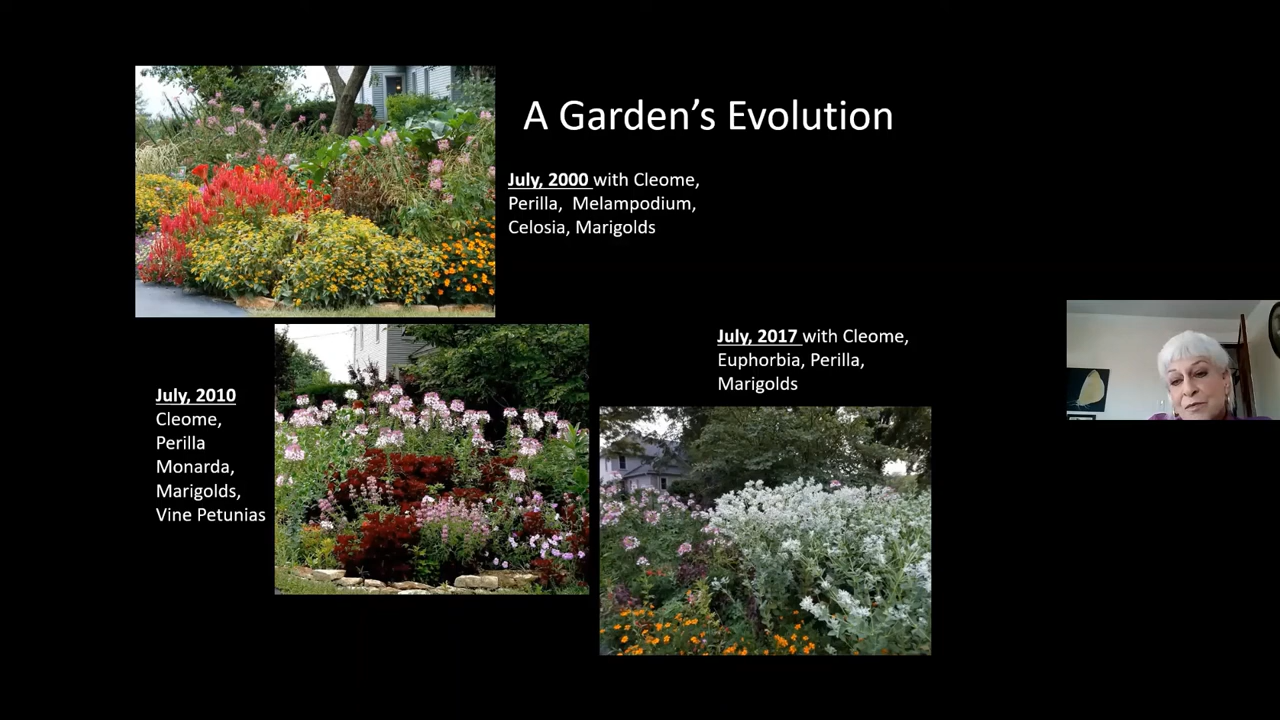 A Garden's Evolution
July, 2000 with Cleome,
Perilla, Melampodium,
Celosia, Marigolds
July, 2010
Cleome,
Perilla
Monarda,
Marigolds,
Vine Petunias
July, 2017 with Cleome,
Euphorbia, Perilla,
Marigolds